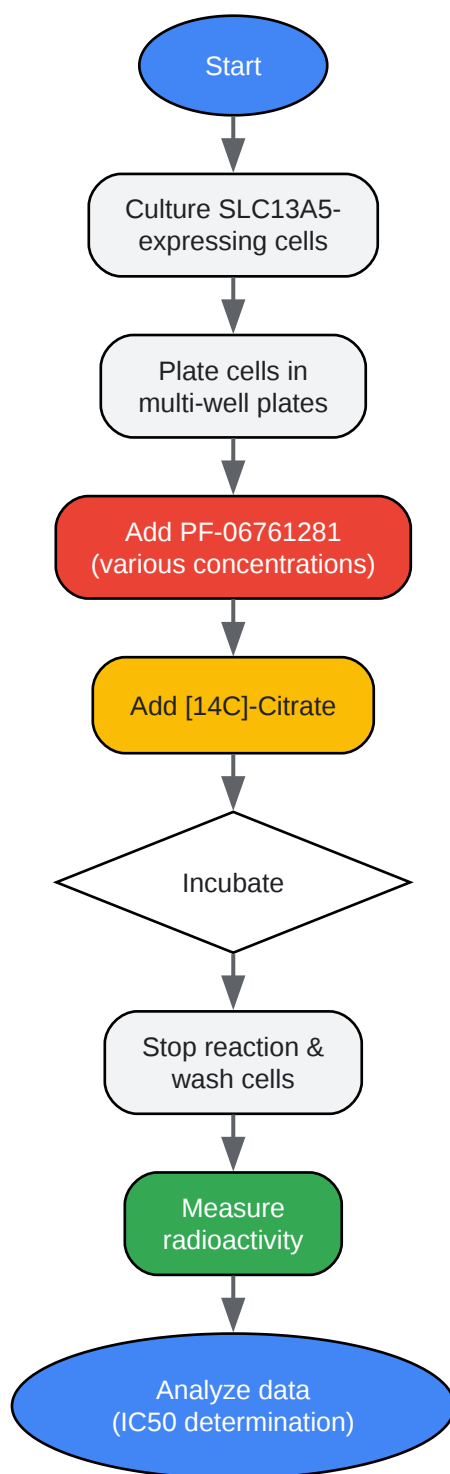 Start
Culture SLC13A5-
expressing cells
Plate cells in
multi-well plates
Add PF-06761281
(various concentrations)
Add [14C]-Citrate
Incubate
Stop reaction &
wash cells
Measure
radioactivity
Analyze data
(IC50 determination)